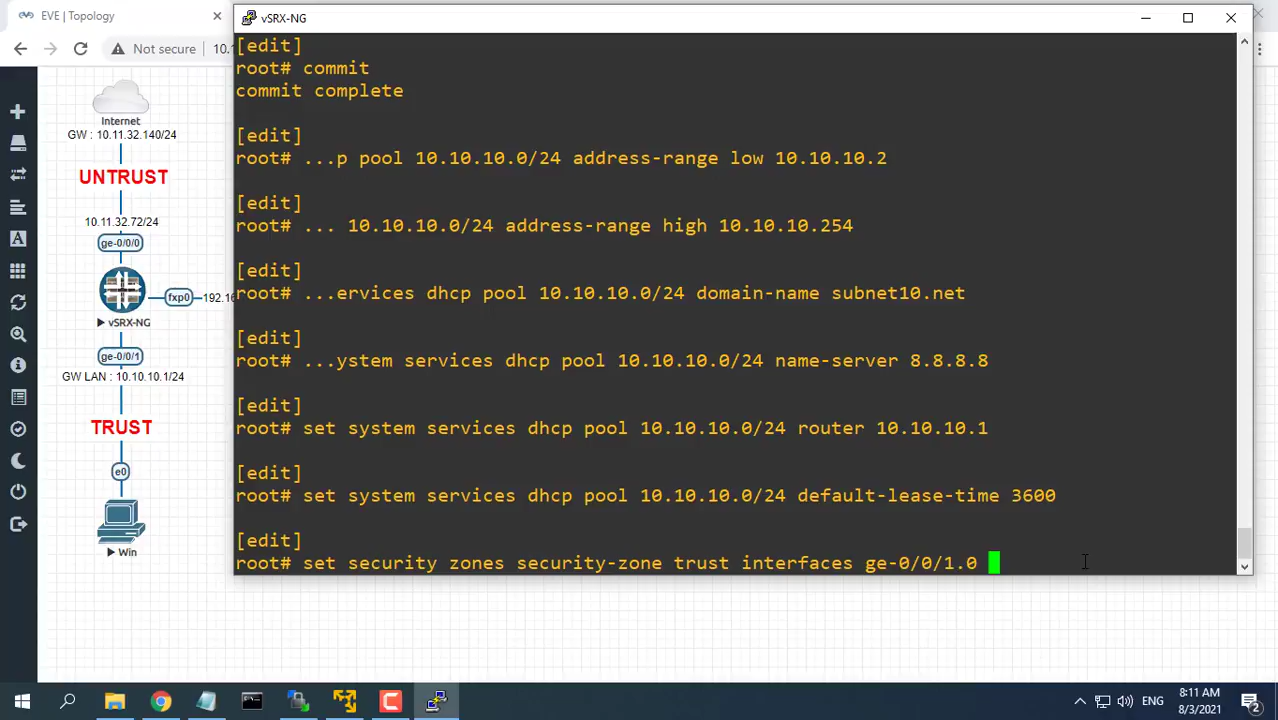 EVE | Topology
vSRX-NG
Not secure
10.1
[edit]
root# commit
commit complete
[edit]
root# ...p pool 10.10.10.0/24 address-range low 10.10.10.2
[edit]
root# ... 10.10.10.0/24 address-range high 10.10.10.254
[edit]
root# ...ervices dhcp pool 10.10.10.0/24 domain-name subnet10.net
[edit]
root# ...ystem services dhcp pool 10.10.10.0/24 name-server 8.8.8.8
[edit]
root# set system services dhcp pool 10.10.10.0/24 router 10.10.10.1
[edit]
root# set system services dhcp pool 10.10.10.0/24 default-lease-time 3600
[edit]
root# set security zones security-zone trust interfaces ge-0/0/1.0
Internet
GW : 10.11.32.140/24
UNTRUST
10.11.32.72/24
ge-0/0/0
fxp0
192.16
vSRX-NG
ge-0/0/1
GW LAN : 10.10.10.1/24
TRUST
e0
Win
ENG
8:11 AM
8/3/2021
2